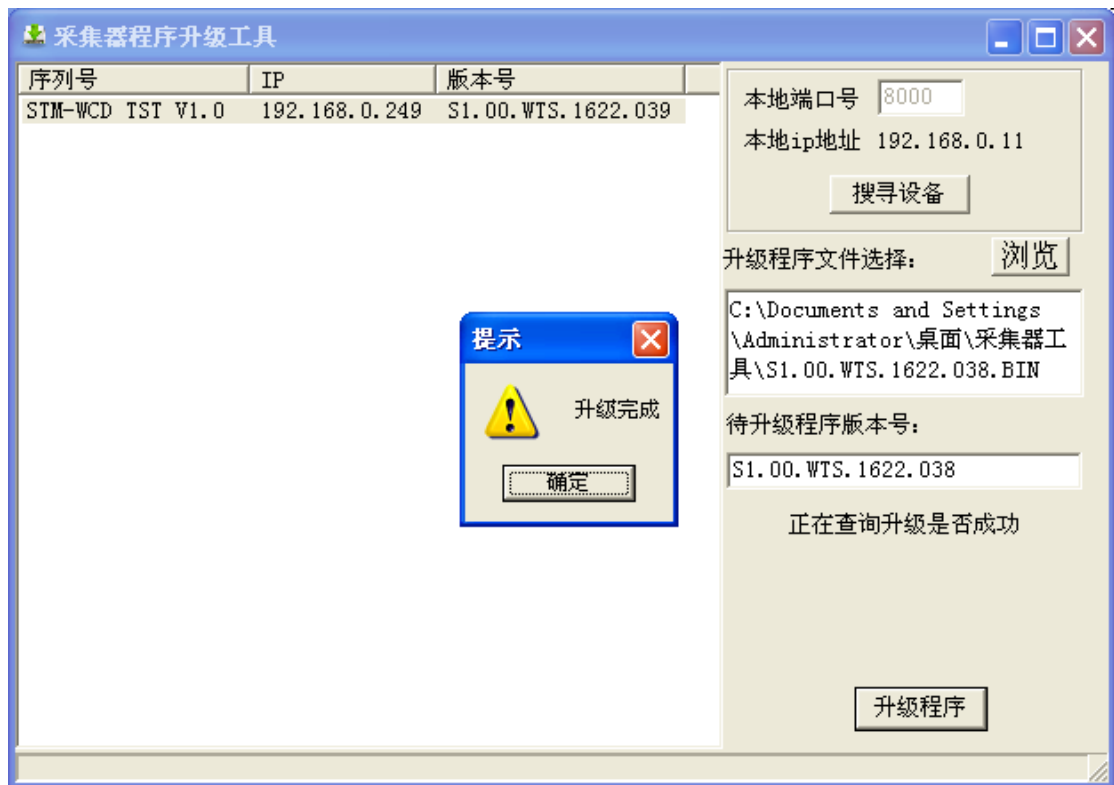 采集器程序升级工具
序列号 IP 版本号
STM-WCD TST V1.0 192.168.0.249 S1.00.WTS.1622.039
本地端口号 8000
本地ip地址 192.168.0.11
搜寻设备
升级程序文件选择: 浏览
C:\Documents and Settings
\Administrator\桌面\采集器工
具\S1.00.WTS.1622.038.BIN
待升级程序版本号:
S1.00.WTS.1622.038
正在查询升级是否成功
升级程序
提示
升级完成
确定